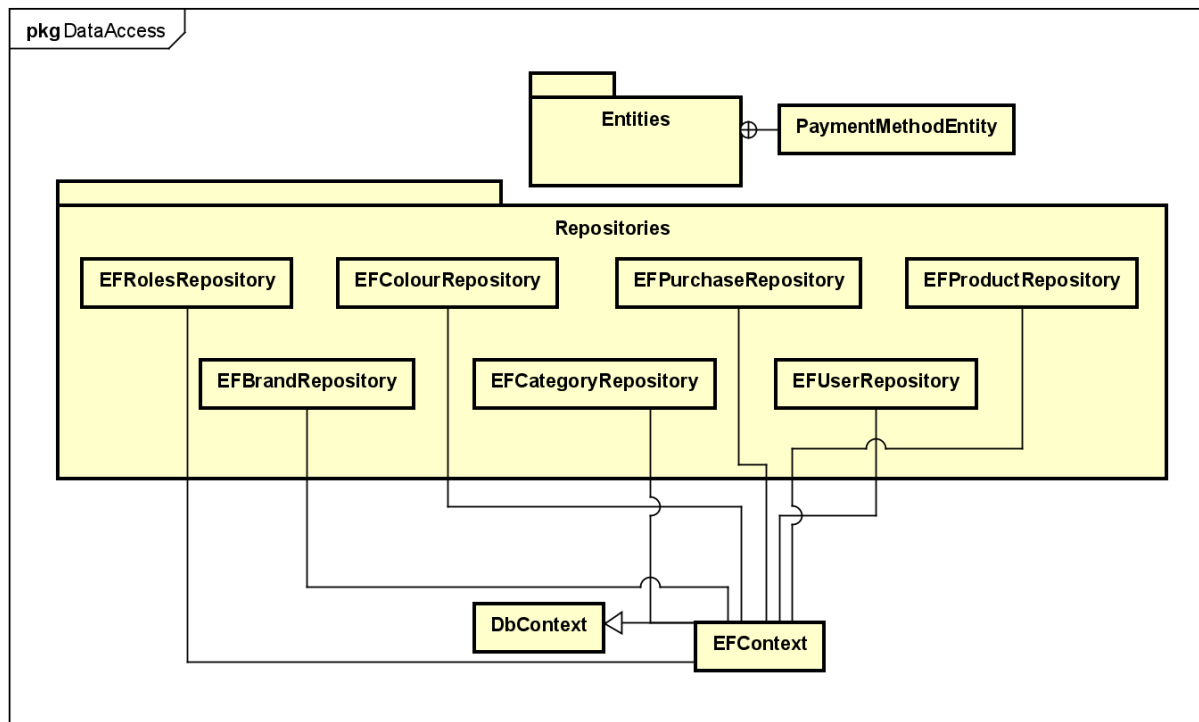 pkg DataAccess
Entities
PaymentMethodEntity
Repositories
EFRolesRepository
EFColourRepository
EFPurchaseRepository
EFProductRepository
EFBrandRepository
EFCategoryRepository
EFUserRepository
DbContext
EFContext